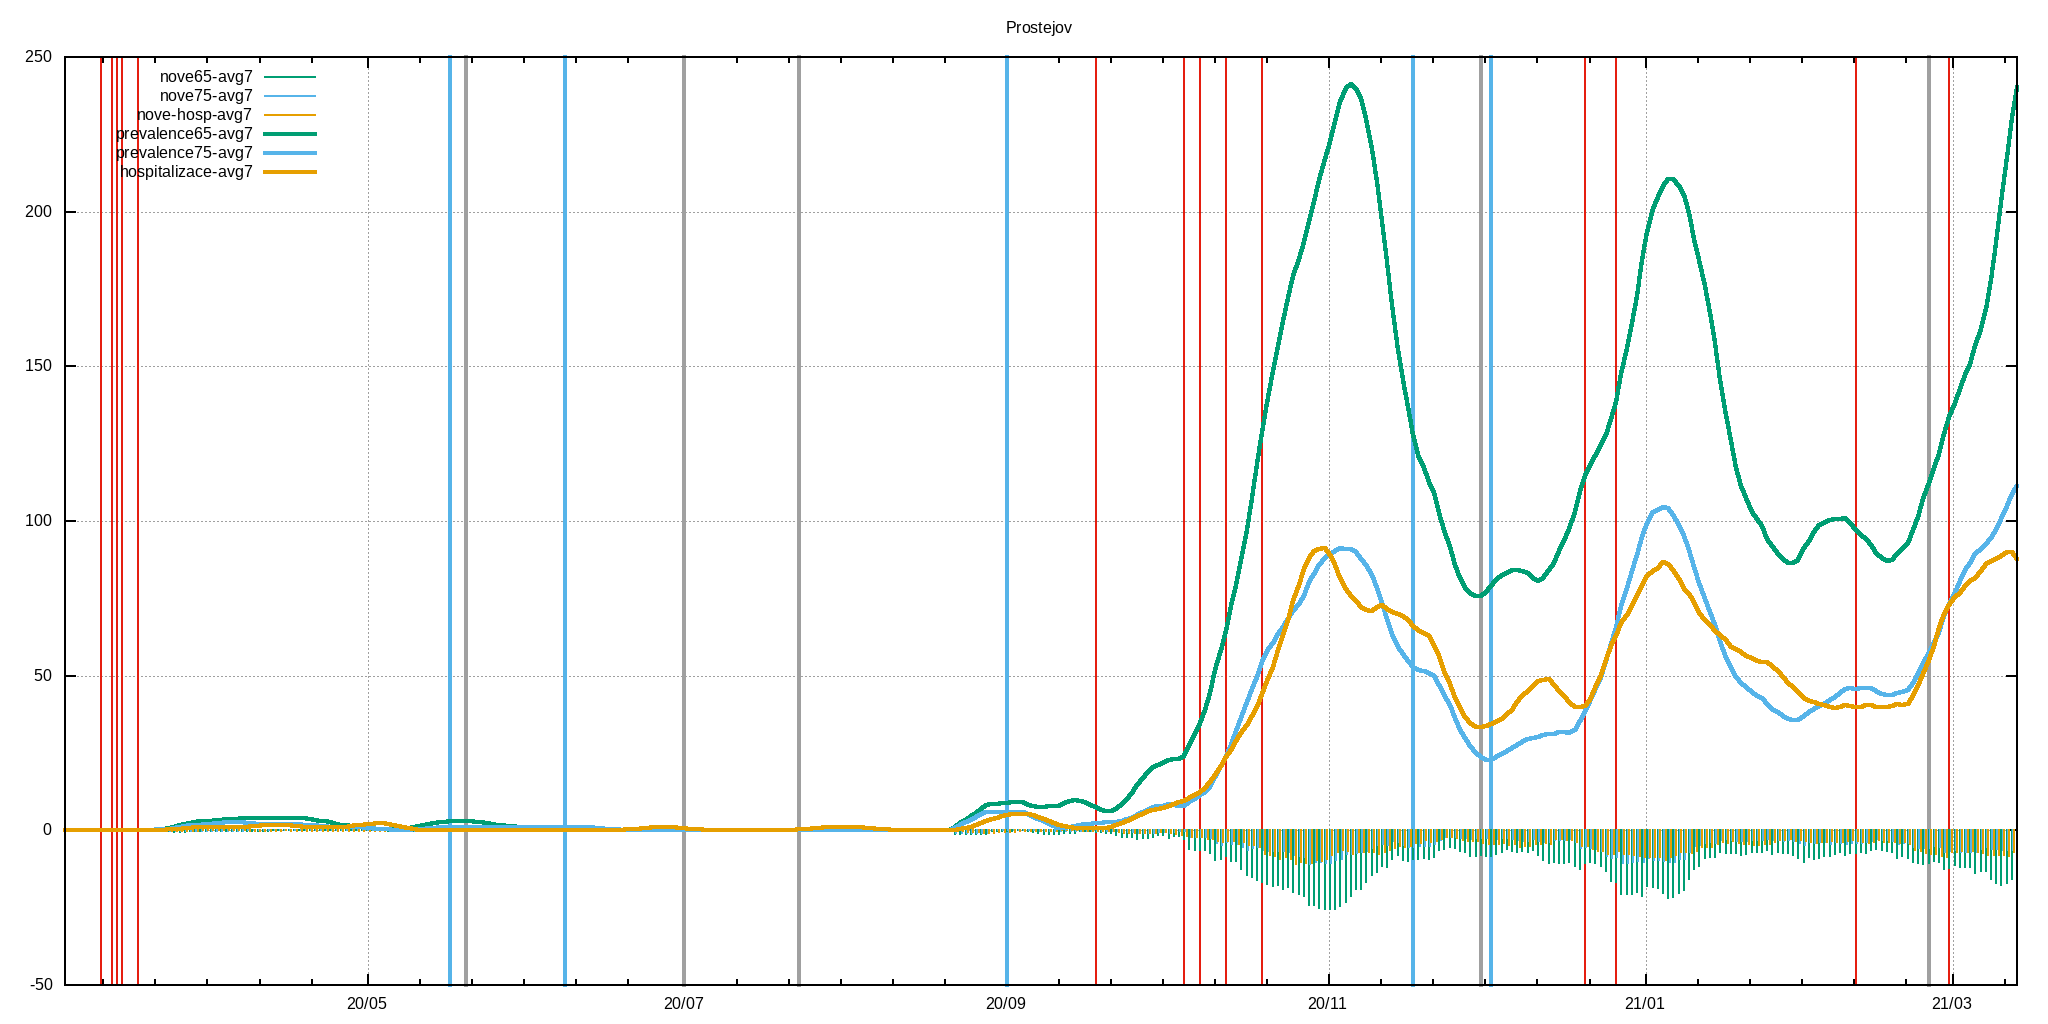 Prostejov
250
nove65-avg7
nove75-avg7
nove-hosp-avg7
prevalence65-avg7
prevalence75-avg7
hospitalizace-avg7
200
150
100
50
0
-50
20/05 20/07 20/09 20/11 21/01 21/03